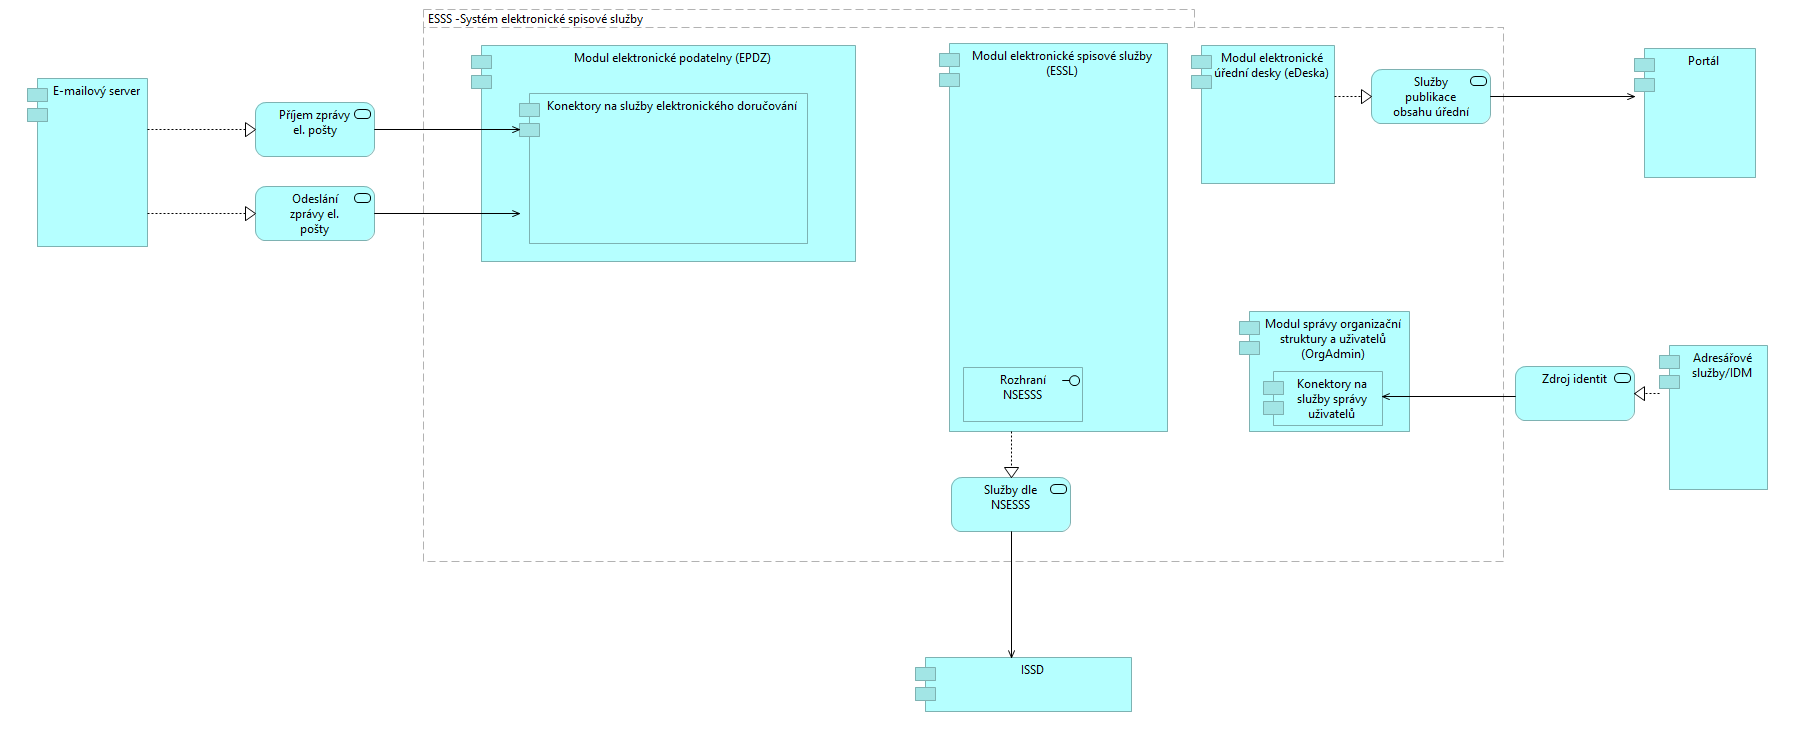 ESSS -Systém elektronické spisové služby
E-mailový server
Příjem zprávy
el. pošty
Odeslání
zprávy el.
pošty
Modul elektronické podatelny (EPDZ)
Konektory na služby elektronického doručování
Modul elektronické spisové služby
(ESSL)
Rozhraní
NSESSS
Služby dle
NSESSS
ISSD
Modul elektronické
úřední desky (eDeska)
Služby
publikace
obsahu úřední
Portál
Modul správy organizační
struktury a uživatelů
(OrgAdmin)
Konektory na
služby správy
uživatelů
Zdroj identit
Adresářové
služby/IDM